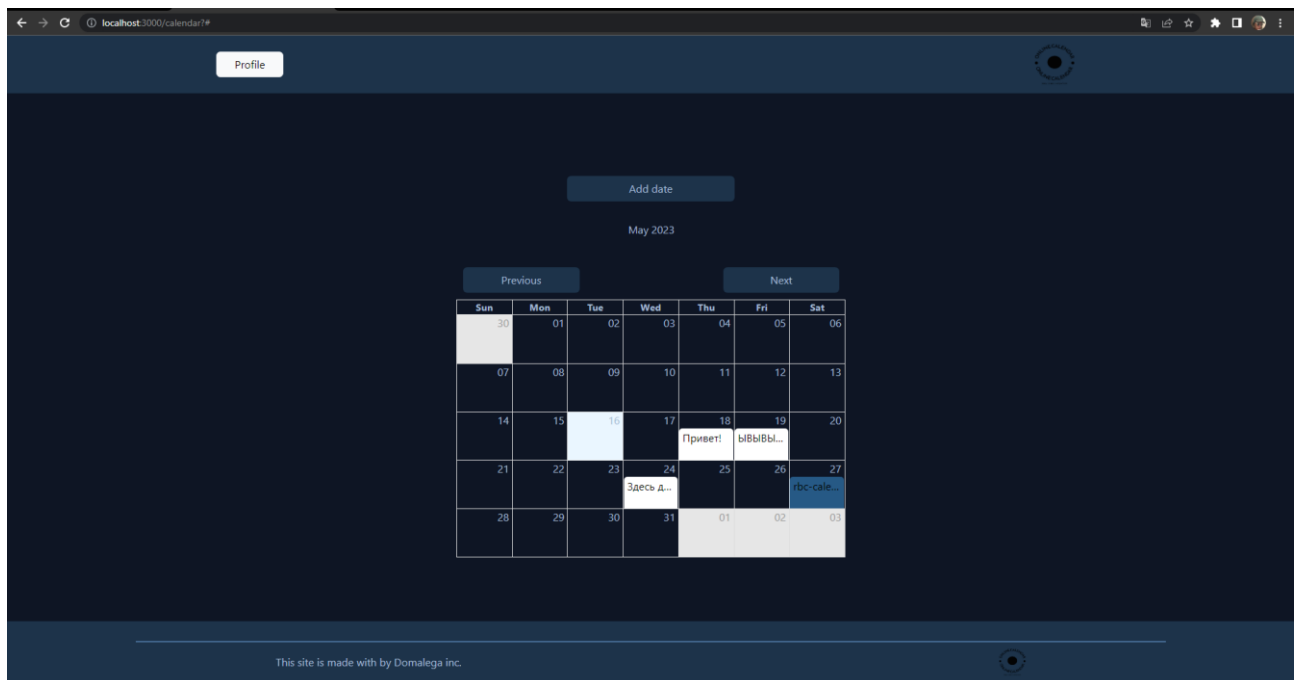 localhost:3000/calendar?#
Profile
Add date
May 2023
Previous Next
Sun Mon Tue Wed Thu Fri Sat
30 01 02 03 04 05 06
07 08 09 10 11 12 13
14 15 16 17 18 19 20
Привет! ЫВЫВЫ...
21 22 23 24 25 26 27
Здесь д... rbc-cale...
28 29 30 31 01 02 03
This site is made with by Domalega inc.